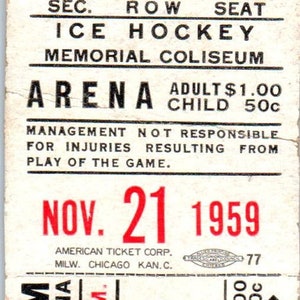 SEC. ROW SEAT
ICE HOCKEY
MEMORIAL COLISEUM
ARENA ADULT $1.00
CHILD 50c
MANAGEMENT NOT RESPONSIBLE
FOR INJURIES RESULTING FROM
PLAY OF THE GAME.
NOV. 21 1959
AMERICAN TICKET CORP.
MILW. CHICAGO KAN. C. 77